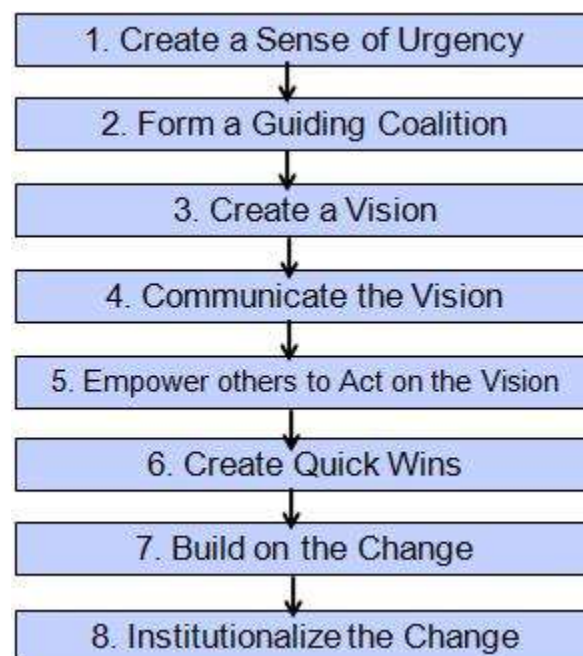 1. Create a Sense of Urgency
2. Form a Guiding Coalition
3. Create a Vision
4. Communicate the Vision
5. Empower others to Act on the Vision
6. Create Quick Wins
7. Build on the Change
8. Institutionalize the Change